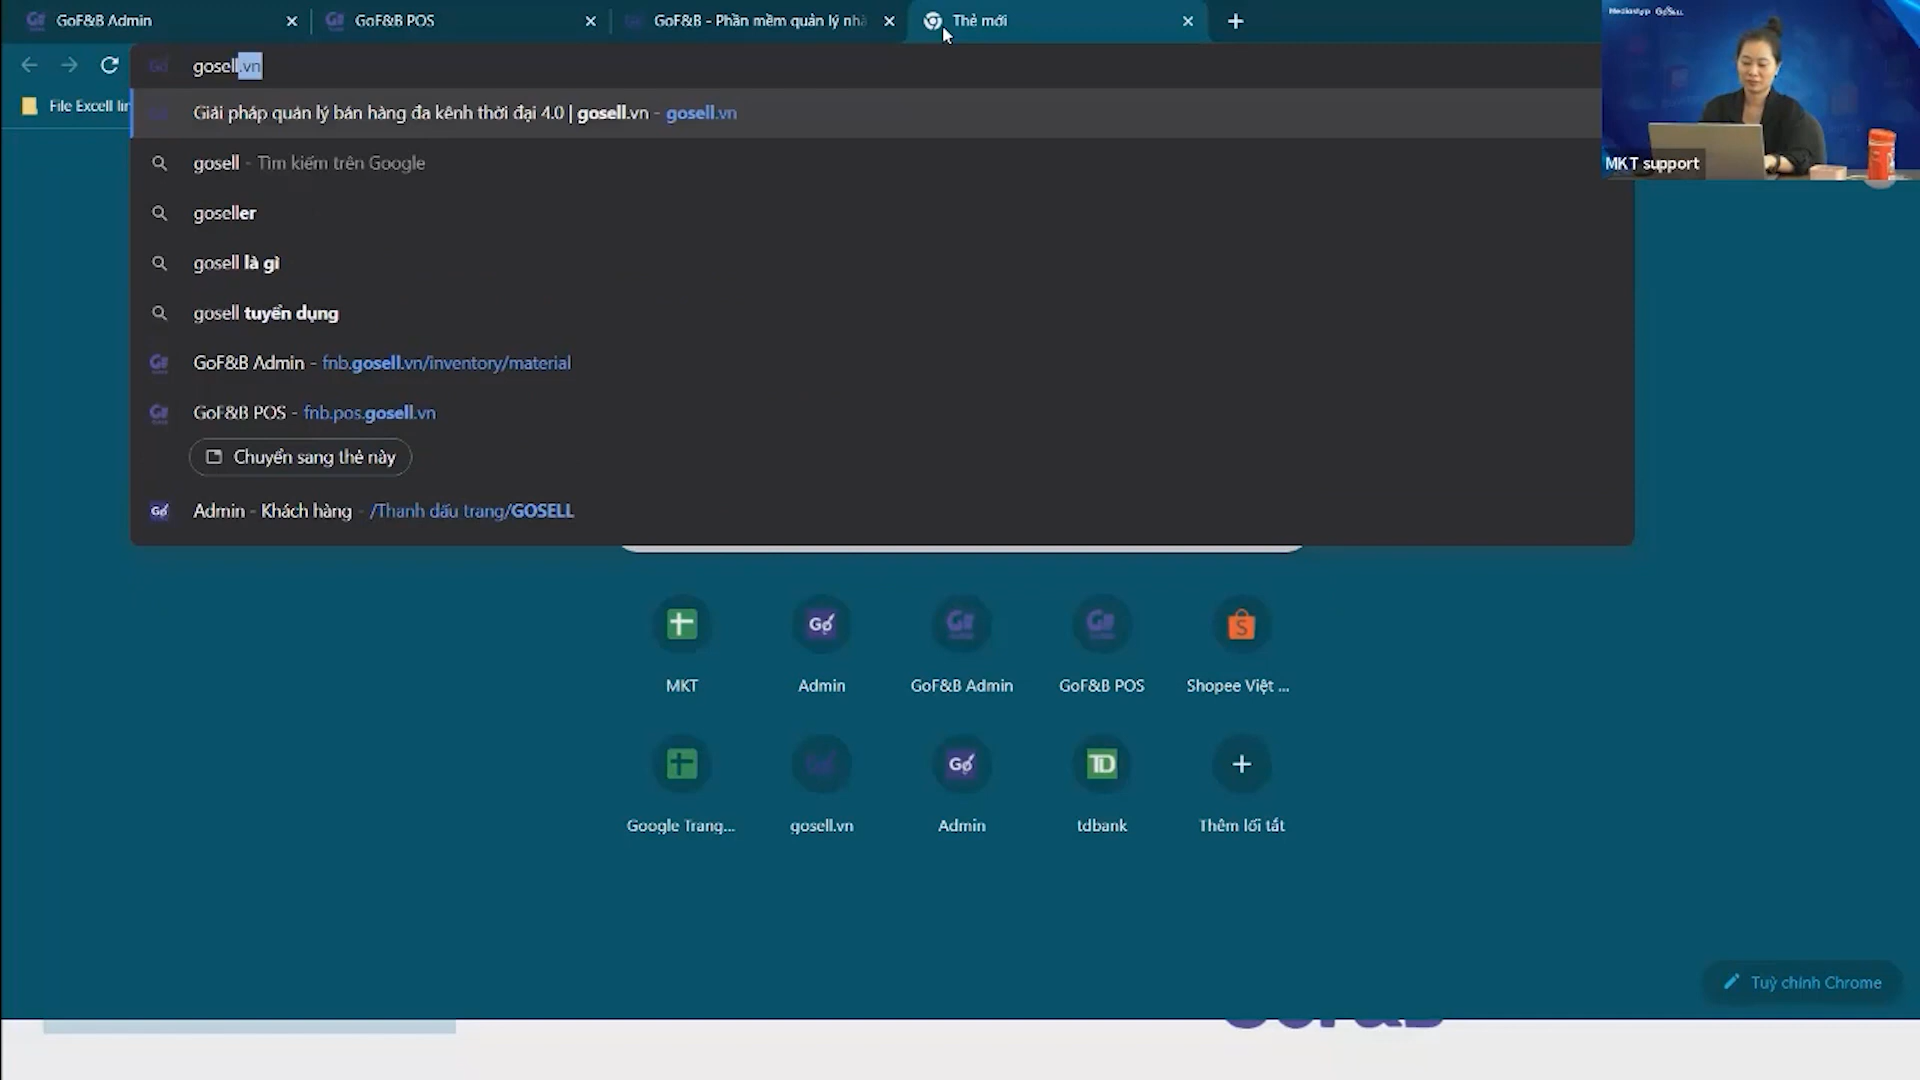 GoF&B Admin
GoF&B POS
GoF&B - Phần mềm quản lý nhà
Thẻ mới
gosell.vn
Mediastep GoSELL
File Excell lin
Giải pháp quản lý bán hàng đa kênh thời đại 4.0 | gosell.vn - gosell.vn
gosell - Tìm kiếm trên Google
MKT support
goseller
gosell là gì
gosell tuyển dụng
GoF&B Admin - fnb.gosell.vn/inventory/material
GoF&B POS - fnb.pos.gosell.vn
Chuyển sang thẻ này
Admin - Khách hàng - /Thanh dấu trang/GOSELL
MKT
Admin
GoF&B Admin
GoF&B POS
Shopee Việt ...
Google Trang...
gosell.vn
Admin
tdbank
Thêm lối tắt
Tuỳ chỉnh Chrome
GoF&B